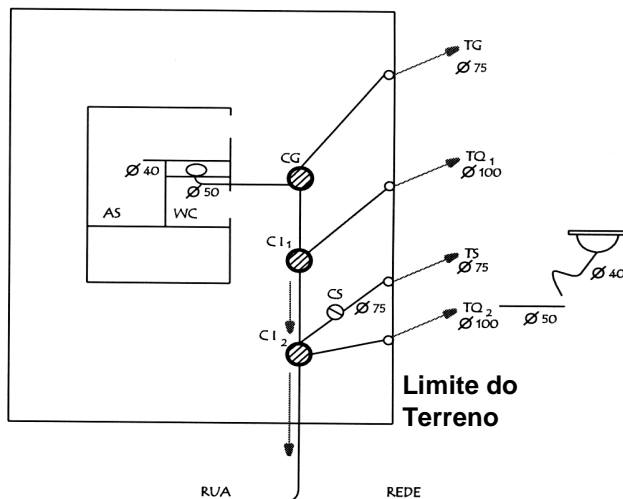 TG
Ø 75
CG
TQ 1
Ø 100
Ø 40
Ø 50
AS
WC
CI 1
TS
Ø 75
CS
Ø 75
TQ 2
Ø 100
CI 2
Ø 40
Ø 50
Limite do
Terreno
RUA
REDE